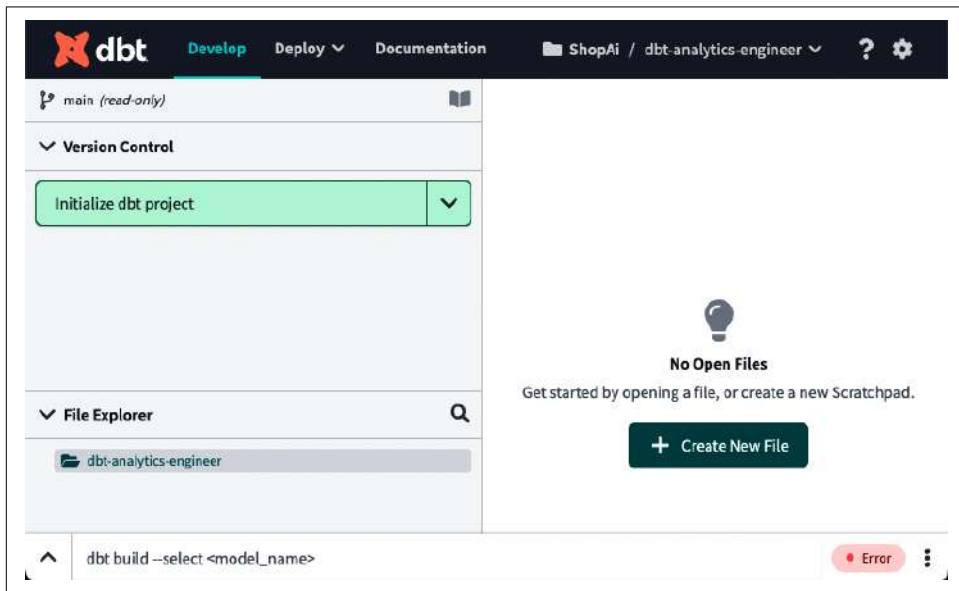 dbt Develop Deploy Documentation ShopAi / dbt-analytics-engineer ?
main (read-only)
Version Control
Initialize dbt project
No Open Files
Get started by opening a file, or create a new Scratchpad.
+ Create New File
File Explorer
dbt-analytics-engineer
dbt build --select <model_name> Error